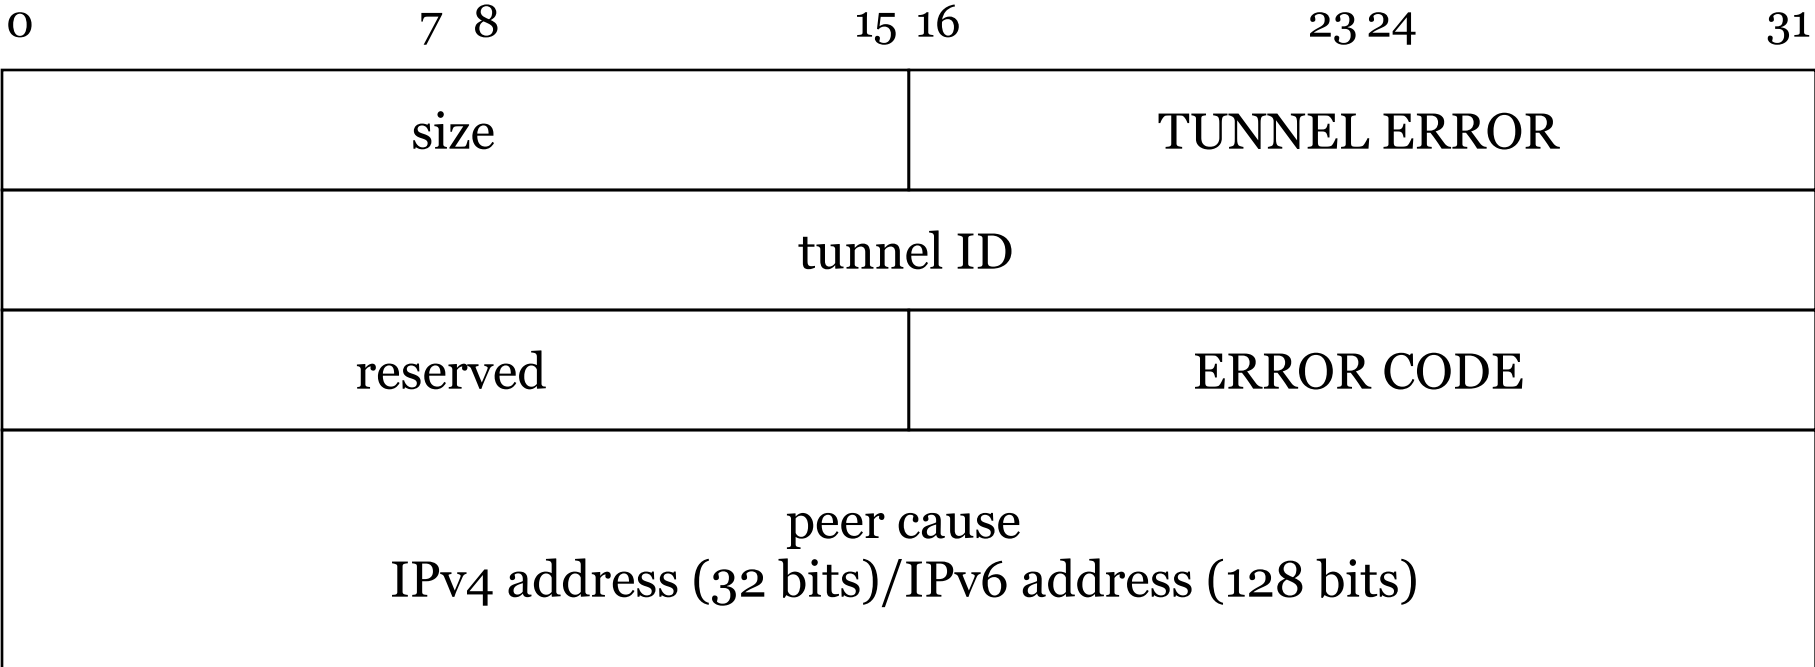 0 7 8 15 16 23 24 31
size TUNNEL ERROR
tunnel ID
reserved ERROR CODE
peer cause
IPv4 address (32 bits)/IPv6 address (128 bits)